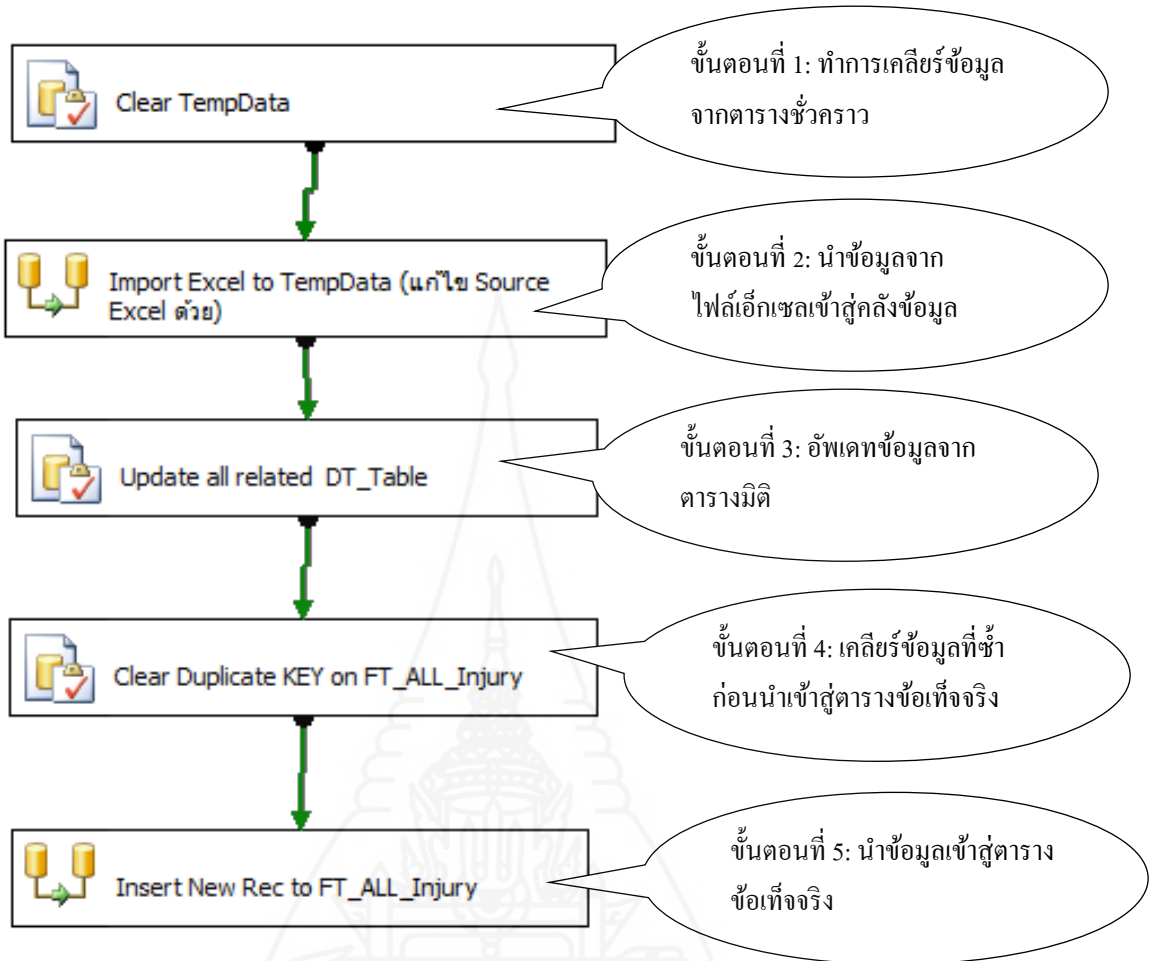 Clear TempData
ขั้นตอนที่ 1: ทำการเคลียร์ข้อมูล
จากตารางชั่วคราว
Import Excel to TempData (แก้ไข Source
Excel ด้วย)
ขั้นตอนที่ 2: นำข้อมูลจาก
ไฟล์เอ็กเซลเข้าสู่คลังข้อมูล
Update all related DT_Table
ขั้นตอนที่ 3: อัพเดทข้อมูลจาก
ตารางมิติ
Clear Duplicate KEY on FT_ALL_Injury
ขั้นตอนที่ 4: เคลียร์ข้อมูลที่ซ้ำ
ก่อนนำเข้าสู่ตารางข้อเท็จจริง
Insert New Rec to FT_ALL_Injury
ขั้นตอนที่ 5: นำข้อมูลเข้าสู่ตาราง
ข้อเท็จจริง